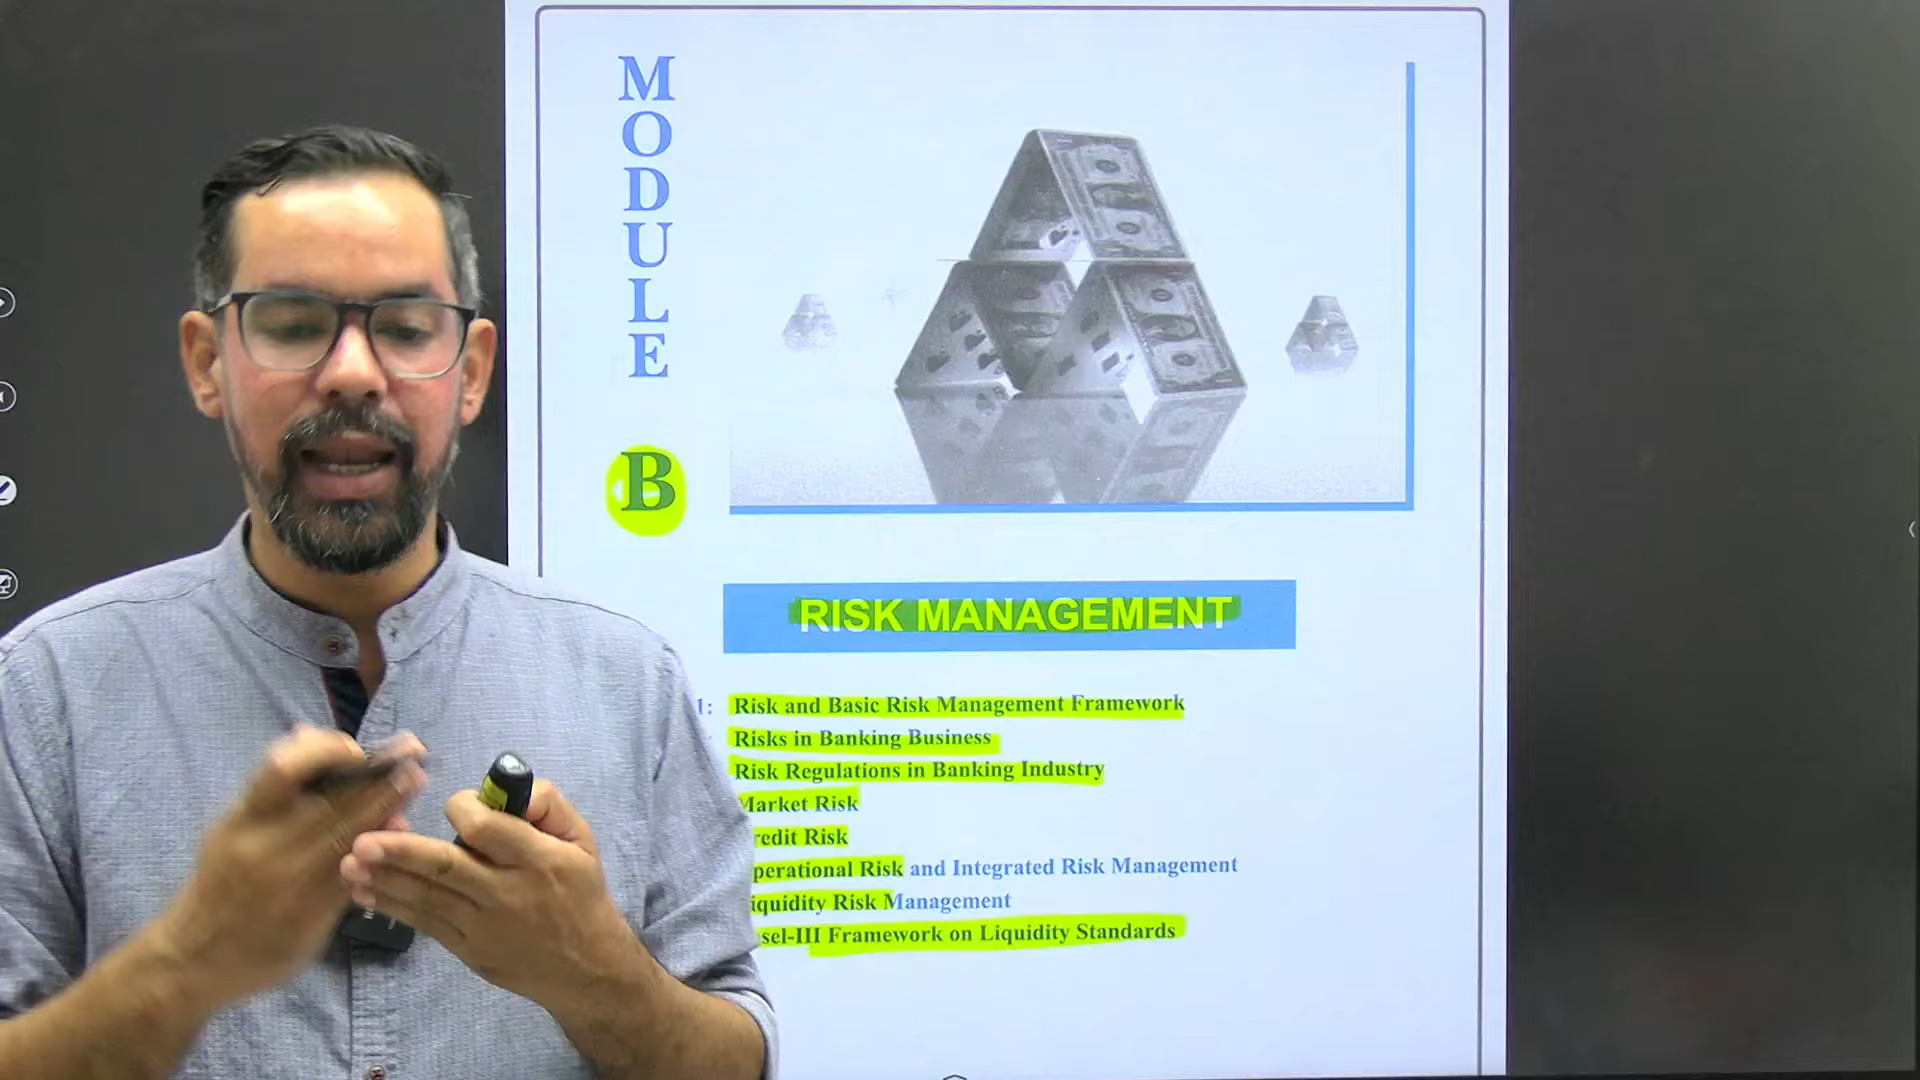 MODULE
B
RISK MANAGEMENT
1: Risk and Basic Risk Management Framework
Risks in Banking Business
Risk Regulations in Banking Industry
Market Risk
redit Risk
perational Risk and Integrated Risk Management
iquidity Risk Management
sel-III Framework on Liquidity Standards